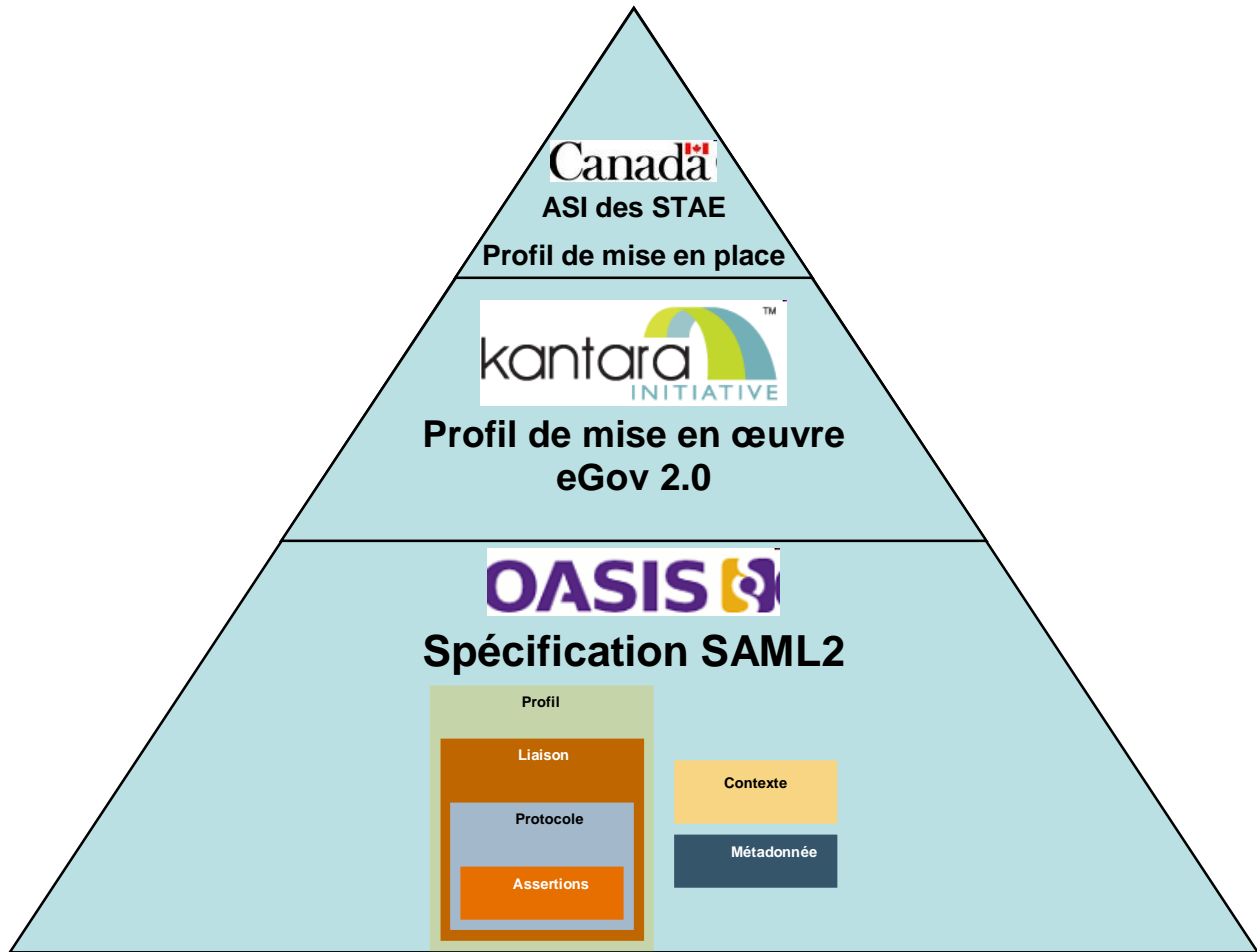 Canada
ASI des STAE
Profil de mise en place
TM
kantara
INITIATIVE
Profil de mise en œuvre
eGov 2.0
OASIS
Spécification SAML2
Profil
Liaison
Protocole
Assertions
Contexte
Métadonnée